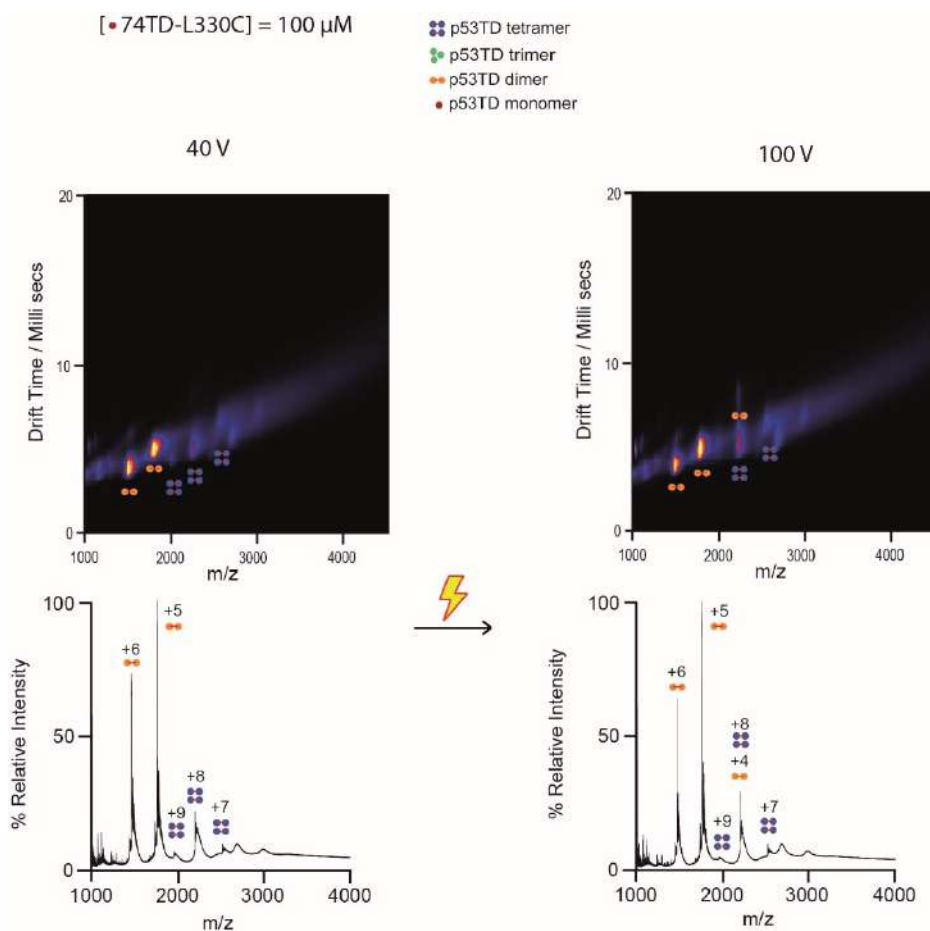 [• 74TD-L330C] = 100 µM
p53TD tetramer
p53TD trimer
p53TD dimer
p53TD monomer
40 V
100 V
20
10
0
Drift Time / Milli secs
1000 2000 3000 4000
m/z
20
10
0
Drift Time / Milli secs
1000 2000 3000 4000
m/z
100
50
0
% Relative Intensity
+5
+6
+8
+9
+7
1000 2000 3000 4000
m/z
100
50
0
% Relative Intensity
+5
+6
+8
+4
+9
+7
1000 2000 3000 4000
m/z